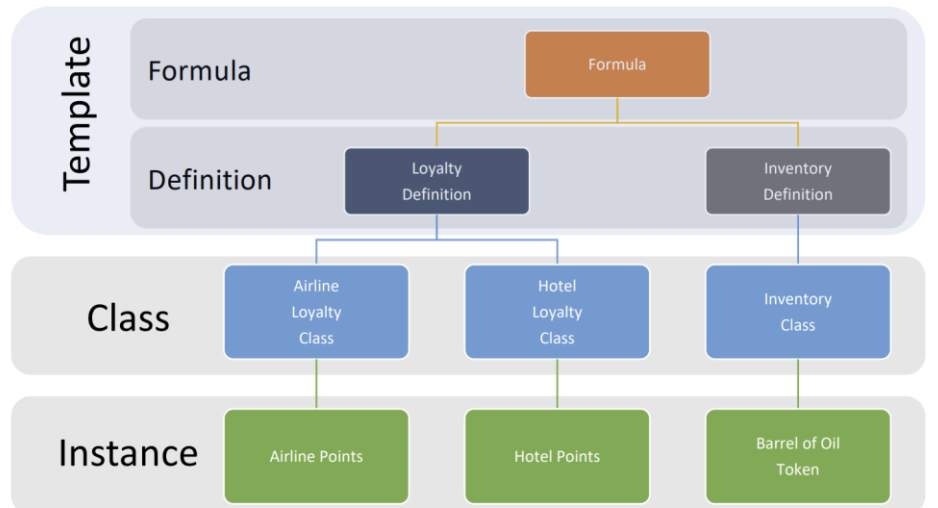 Template
Formula
Formula
Definition
Loyalty
Definition
Inventory
Definition
Class
Airline
Loyalty
Class
Hotel
Loyalty
Class
Inventory
Class
Instance
Airline Points
Hotel Points
Barrel of Oil
Token